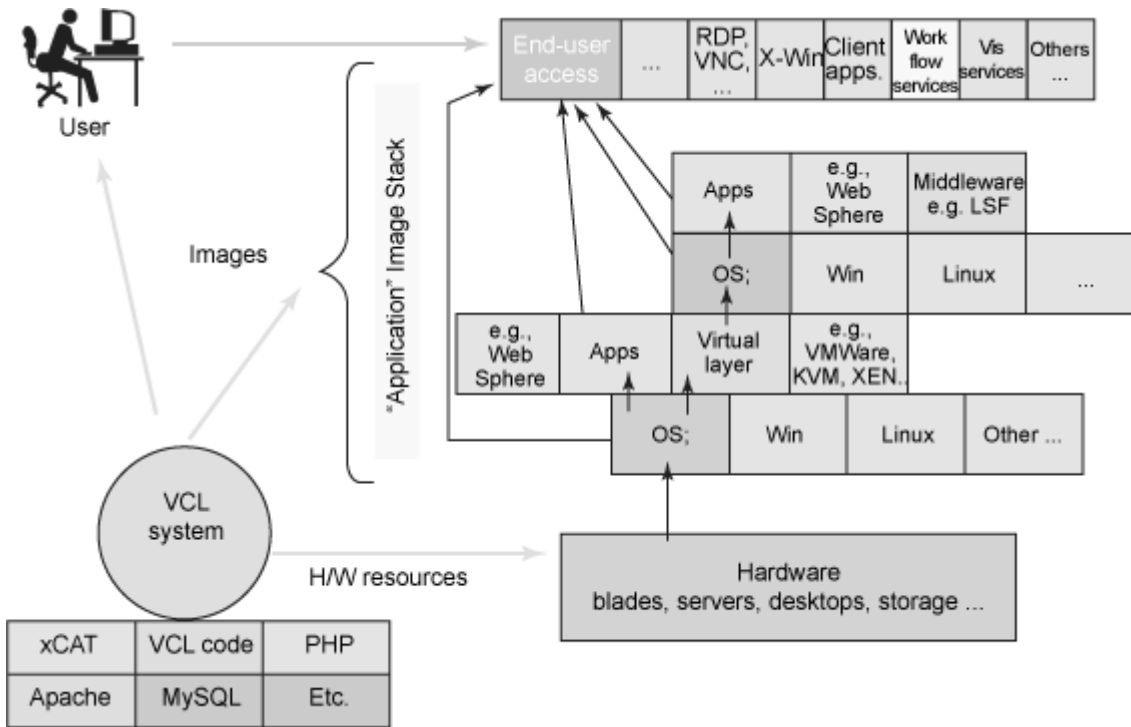 End-user
access
...
RDP,
VNC,
...
X-Win
Client
apps.
Work
flow
services
Vis
services
Others
...
User
"Application" Image Stack
Images
Apps
e.g.,
Web
Sphere
Middleware
e.g. LSF
OS;
Win
Linux
...
e.g.,
Web
Sphere
Apps
Virtual
layer
e.g.,
VMWare,
KVM, XEN..
OS;
Win
Linux
Other ...
VCL
system
H/W resources
Hardware
blades, servers, desktops, storage ...
xCAT
VCL code
PHP
Apache
MySQL
Etc.